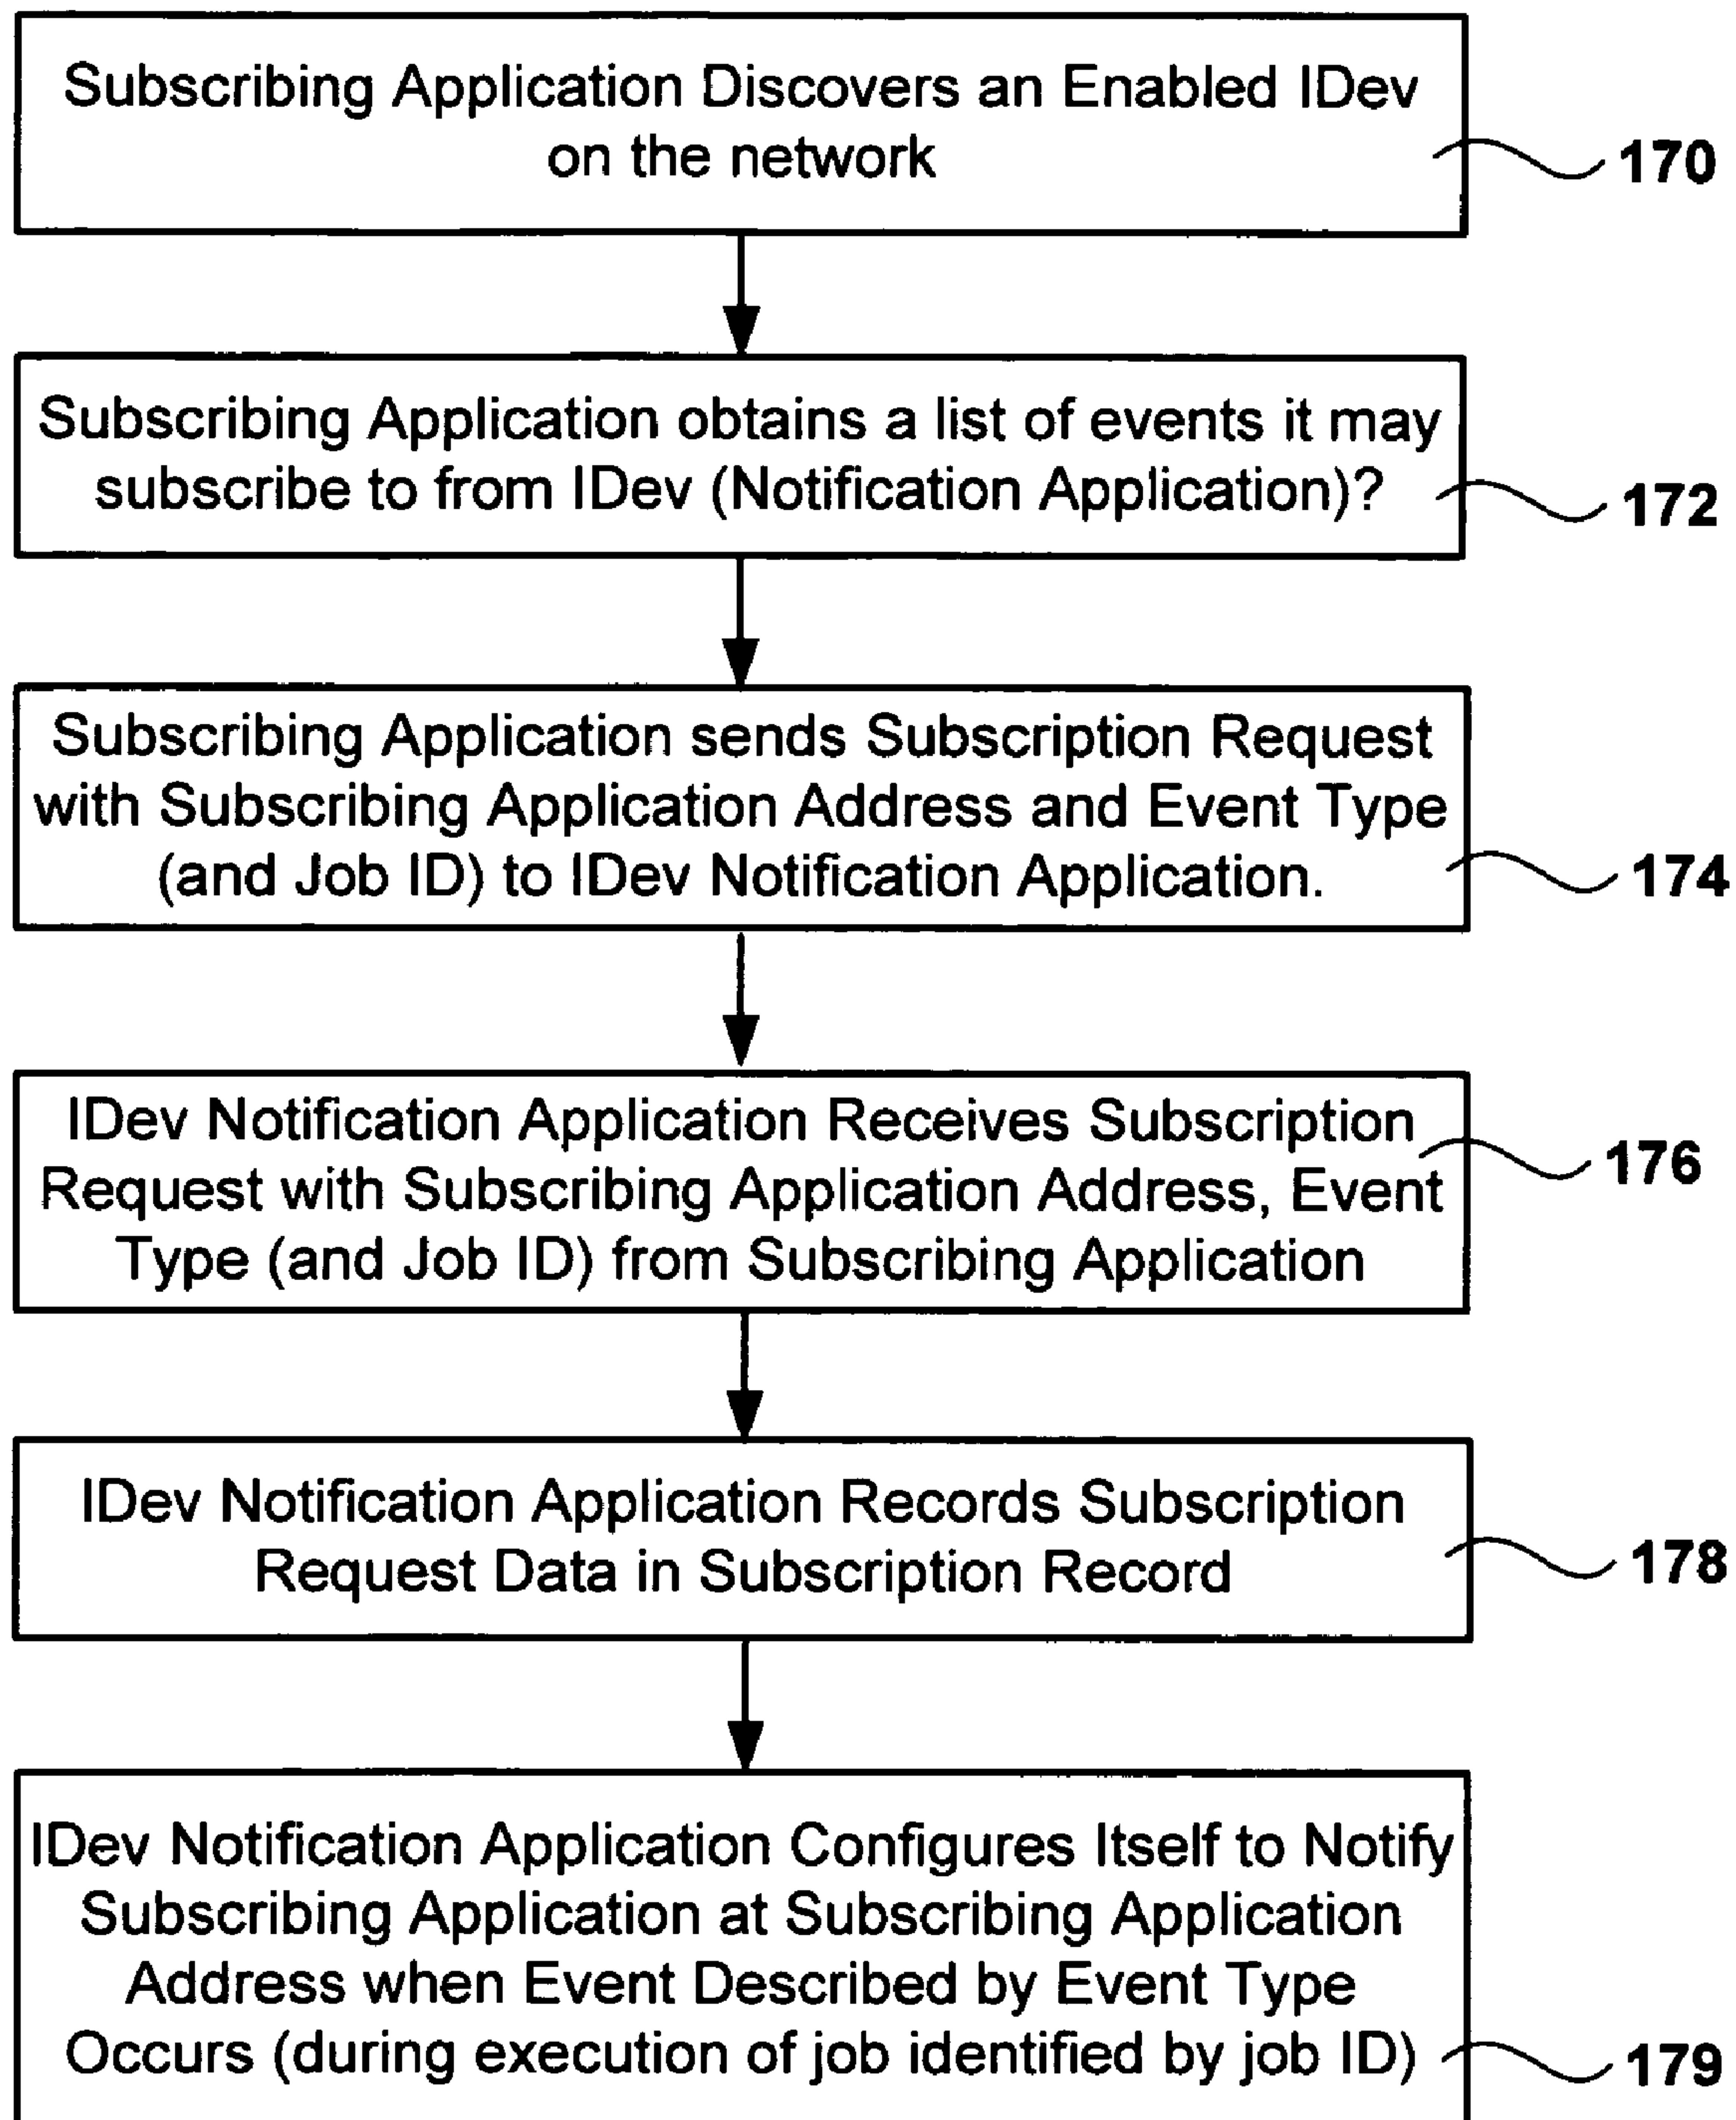 Subscribing Application Discovers an Enabled IDev
on the network
170
Subscribing Application obtains a list of events it may
subscribe to from IDev (Notification Application)?
172
Subscribing Application sends Subscription Request
with Subscribing Application Address and Event Type
(and Job ID) to IDev Notification Application.
174
IDev Notification Application Receives Subscription
Request with Subscribing Application Address, Event
Type (and Job ID) from Subscribing Application
176
IDev Notification Application Records Subscription
Request Data in Subscription Record
178
IDev Notification Application Configures Itself to Notify
Subscribing Application at Subscribing Application
Address when Event Described by Event Type
Occurs (during execution of job identified by job ID)
179